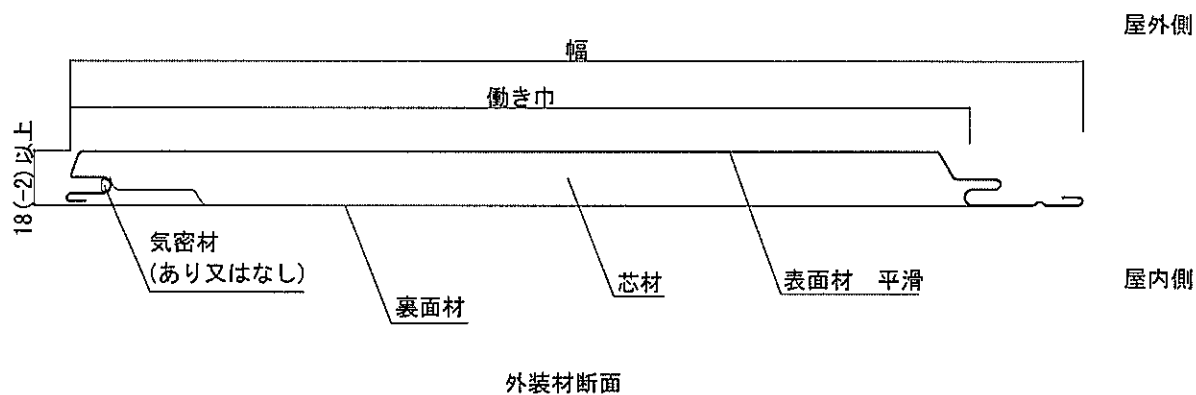 屋外側
幅
働き巾
18(-2)以上
気密材
(あり又はなし)
裏面材
芯材
表面材 平滑
屋内側
外装材断面